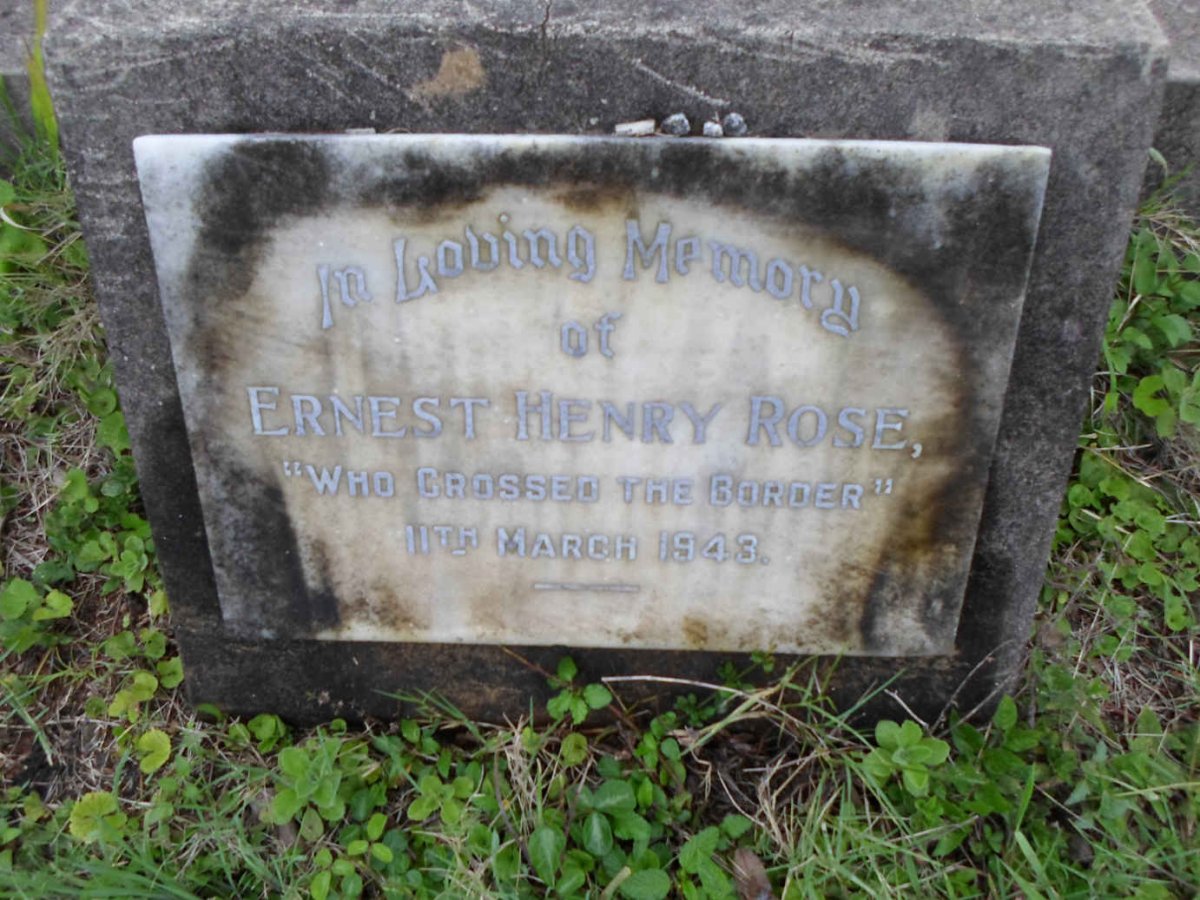 In Loving Memory
of
ERNEST HENRY ROSE,
"WHO CROSSED THE BORDER"
11TH MARCH 1943.